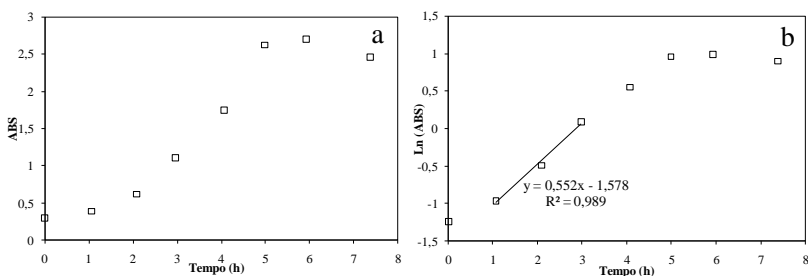 a
3
2,5
2
1,5
1
0,5
0
ABS
0 1 2 3 4 5 6 7 8
Tempo (h)
b
1,5
1
0,5
0
-0,5
-1
-1,5
Ln (ABS)
y = 0,552x - 1,578
R² = 0,989
0 1 2 3 4 5 6 7 8
Tempo (h)